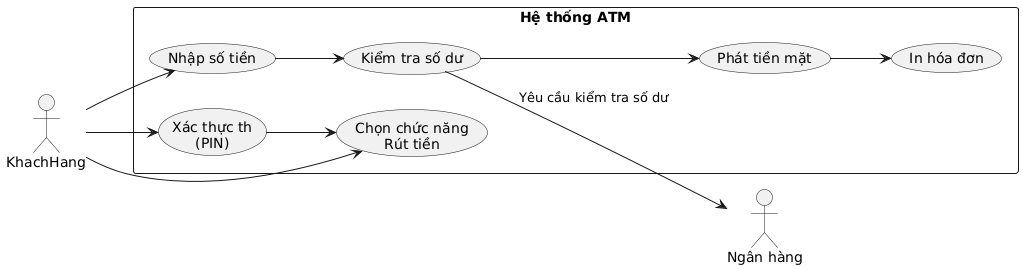 Hệ thống ATM
Nhập số tiền
Kiểm tra số dư
Phát tiền mặt
In hóa đơn
Yêu cầu kiểm tra số dư
Xác thực th
(PIN)
Chọn chức năng
Rút tiền
KhachHang
Ngân hàng